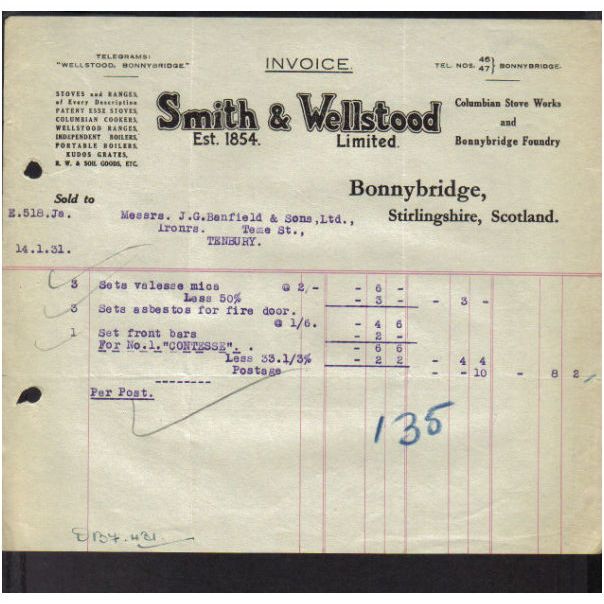 TELEGRAMS:
"WELLSTOOD, BONNYBRIDGE."
INVOICE.
TEL. NOS. 46 47} BONNYBRIDGE.
STOVES and RANGES,
of Every Description
PATENT ESSE STOVES,
COLUMBIAN COOKERS,
WELLSTOOD RANGES,
INDEPENDENT BOILERS,
PORTABLE BOILERS,
KUDOS GRATES,
R. W. & SOIL GOODS, ETC.
Smith & Wellstood
Est. 1854. Limited.
Columbian Stove Works
and
Bonnybridge Foundry
Bonnybridge,
Stirlingshire, Scotland.
Sold to
E.518.Ja. Messrs. J.G.Banfield & Sons,Ltd.,
Ironrs. Teme St.,
TENBURY.
14.1.31.
3 Sets valesse mica @ 2/- - 6 -
Less 50% - 3 - - 3 -
3 Sets asbestos for fire door.
@ 1/6. - 4 6
1 Set front bars - 2 -
For No.1."CONTESSE". . - 6 6
Less 33.1/3% - 2 2 - 4 4
Postage - - 10 - 8 2
Per Post.
135